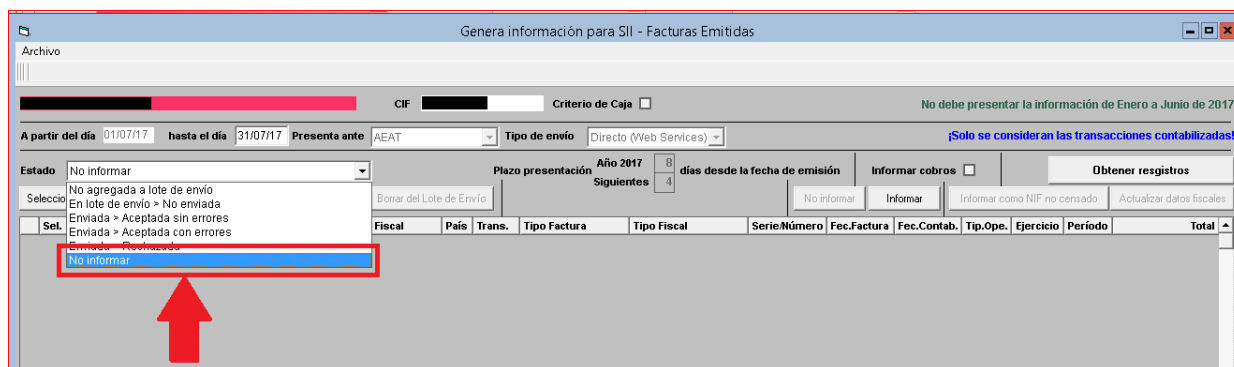 Genera información para SII - Facturas Emitidas
Archivo
CIF Criterio de Caja No debe presentar la información de Enero a Junio de 2017
A partir del día 01/07/17 hasta el día 31/07/17 Presenta ante AEAT Tipo de envío Directo (Web Services) ¡Solo se consideran las transacciones contabilizadas!
Estado No informar Plazo presentación Año 2017 8 días desde la fecha de emisión Informar cobros Obtener resgistros
Siguientes 4
No agregada a lote de envío
Seleccio En lote de envío > No enviada Borrar del Lote de Envío No informar Informar Informar como NIF no censado Actualizar datos fiscales
Enviada > Aceptada sin errores
Sel. Enviada > Aceptada con errores Fiscal País Trans. Tipo Factura Tipo Fiscal Serie/Número Fec.Factura Fec.Contab. Tip.Ope. Ejercicio Período Total
Enviada > Rechazada
No informar